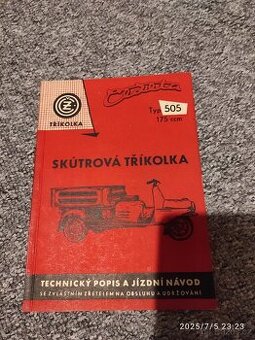 ČZ
TŘÍKOLKA
Čezeta
Typ 505
175 ccm
SKÚTROVÁ TŘÍKOLKA
TECHNICKÝ POPIS A JÍZDNÍ NÁVOD
SE ZVLÁŠTNÍM ZŘETELEM NA OBSLUHU A UDRŽOVÁNÍ
2025/7/5 23:23